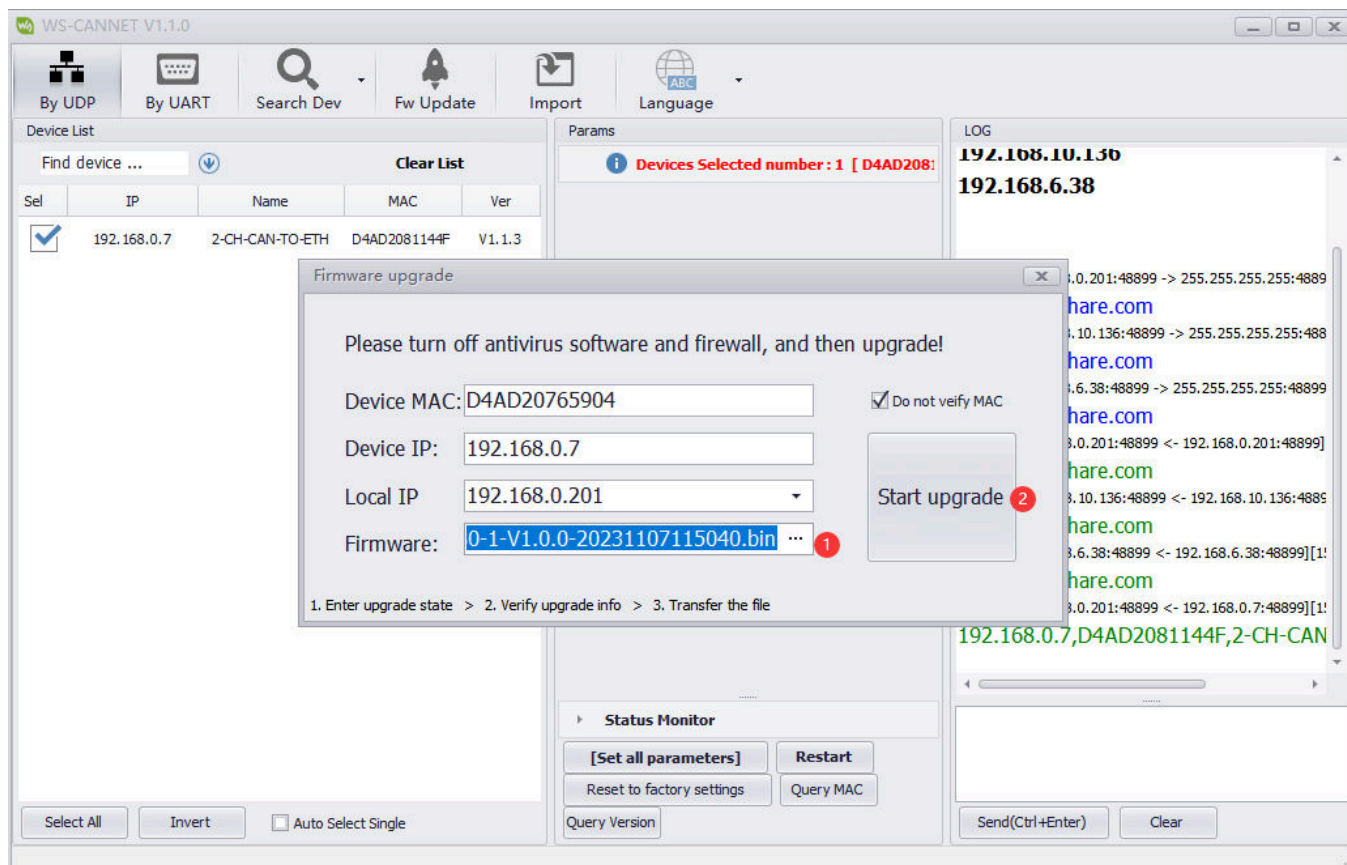 WS-CANNET V1.1.0
By UDP By UART Search Dev Fw Update Import Language
ABC
Device List
Find device ... Clear List
Sel IP Name MAC Ver
192.168.0.7 2-CH-CAN-TO-ETH D4AD2081144F V1.1.3
Params
Devices Selected number : 1 [ D4AD208
Firmware upgrade
Please turn off antivirus software and firewall, and then upgrade!
Device MAC: D4AD20765904 Do not veify MAC
Device IP: 192.168.0.7
Local IP 192.168.0.201
Start upgrade 2
Firmware: 0-1-V1.0.0-20231107115040.bin ... 1
1. Enter upgrade state > 2. Verify upgrade info > 3. Transfer the file
Status Monitor
[Set all parameters] Restart
Reset to factory settings Query MAC
Query Version
LOG
192.168.10.136
192.168.6.38
.0.201:48899 -> 255.255.255.255:4889
hare.com
.10.136:48899 -> 255.255.255.255:488
hare.com
.6.38:48899 -> 255.255.255.255:48899
hare.com
.0.201:48899 <- 192.168.0.201:48899]
hare.com
.10.136:48899 <- 192.168.10.136:4889
hare.com
.6.38:48899 <- 192.168.6.38:48899][15
hare.com
.0.201:48899 <- 192.168.0.7:48899][15
192.168.0.7,D4AD2081144F,2-CH-CAN
Select All Invert Auto Select Single
Send(Ctrl+Enter) Clear